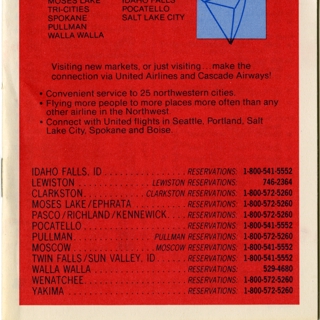 MOSES LAKE IDAHO FALLS
TRI-CITIES POCATELLO
SPOKANE SALT LAKE CITY
PULLMAN
WALLA WALLA
Visiting new markets, or just visiting...make the
connection via United Airlines and Cascade Airways!
• Convenient service to 25 northwestern cities.
• Flying more people to more places more often than any
other airline in the Northwest.
• Connect with United flights in Seattle, Portland, Salt
Lake City, Spokane and Boise.
IDAHO FALLS, ID RESERVATIONS: 1-800-541-5552
LEWISTON LEWISTON RESERVATIONS: 746-2364
CLARKSTON CLARKSTON RESERVATIONS: 1-800-572-5260
MOSES LAKE/EPHRATA RESERVATIONS: 1-800-572-5260
PASCO/RICHLAND/KENNEWICK RESERVATIONS: 1-800-572-5260
POCATELLO RESERVATIONS: 1-800-541-5552
PULLMAN PULLMAN RESERVATIONS: 1-800-572-5260
MOSCOW MOSCOW RESERVATIONS: 1-800-541-5552
TWIN FALLS/SUN VALLEY, ID RESERVATIONS: 1-800-541-5552
WALLA WALLA RESERVATIONS: 529-4680
WENATCHEE RESERVATIONS: 1-800-572-5260
YAKIMA RESERVATIONS: 1-800-572-5260